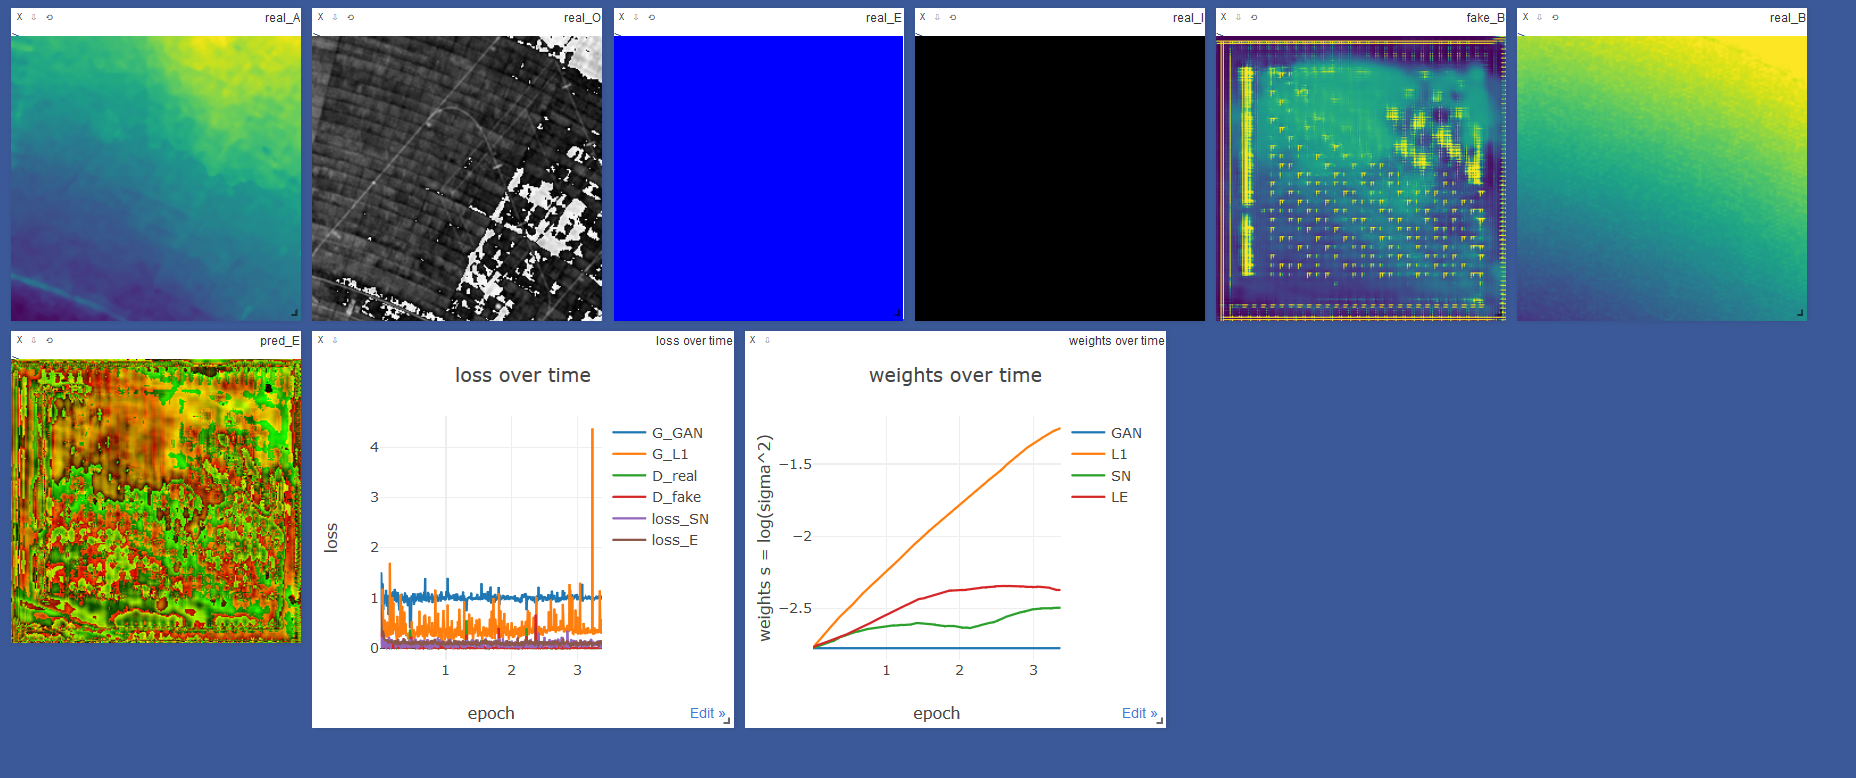 X real_A
X real_O
X real_E
X real_I
X fake_B
X real_B
X pred_E
X loss over time
loss over time
loss
4
3
2
1
0
1 2 3
epoch
G_GAN
G_L1
D_real
D_fake
loss_SN
loss_E
Edit »
X weights over time
weights over time
weights s = log(sigma^2)
−1.5
−2
−2.5
1 2 3
epoch
GAN
L1
SN
LE
Edit »